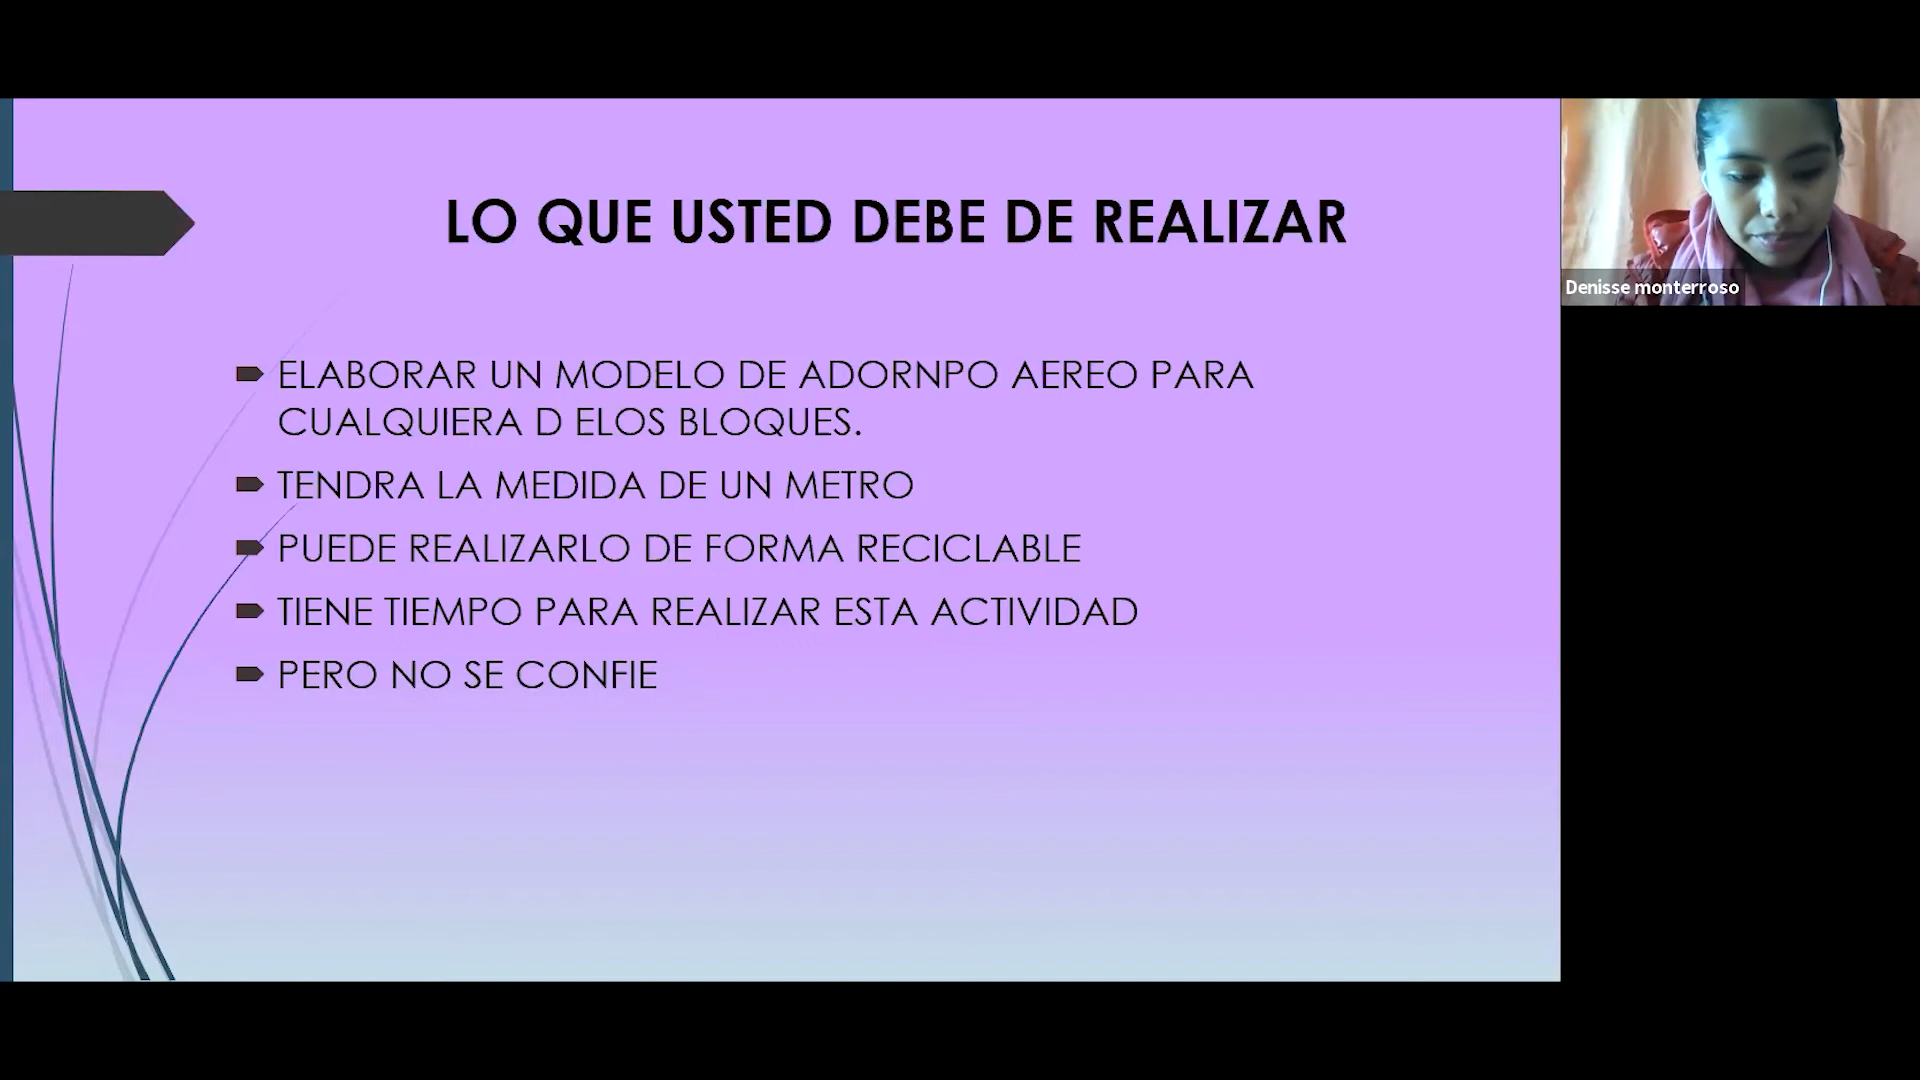 LO QUE USTED DEBE DE REALIZAR
ELABORAR UN MODELO DE ADORNPO AEREO PARA
CUALQUIERA D ELOS BLOQUES.
TENDRA LA MEDIDA DE UN METRO
PUEDE REALIZARLO DE FORMA RECICLABLE
TIENE TIEMPO PARA REALIZAR ESTA ACTIVIDAD
PERO NO SE CONFIE
Denisse monterroso